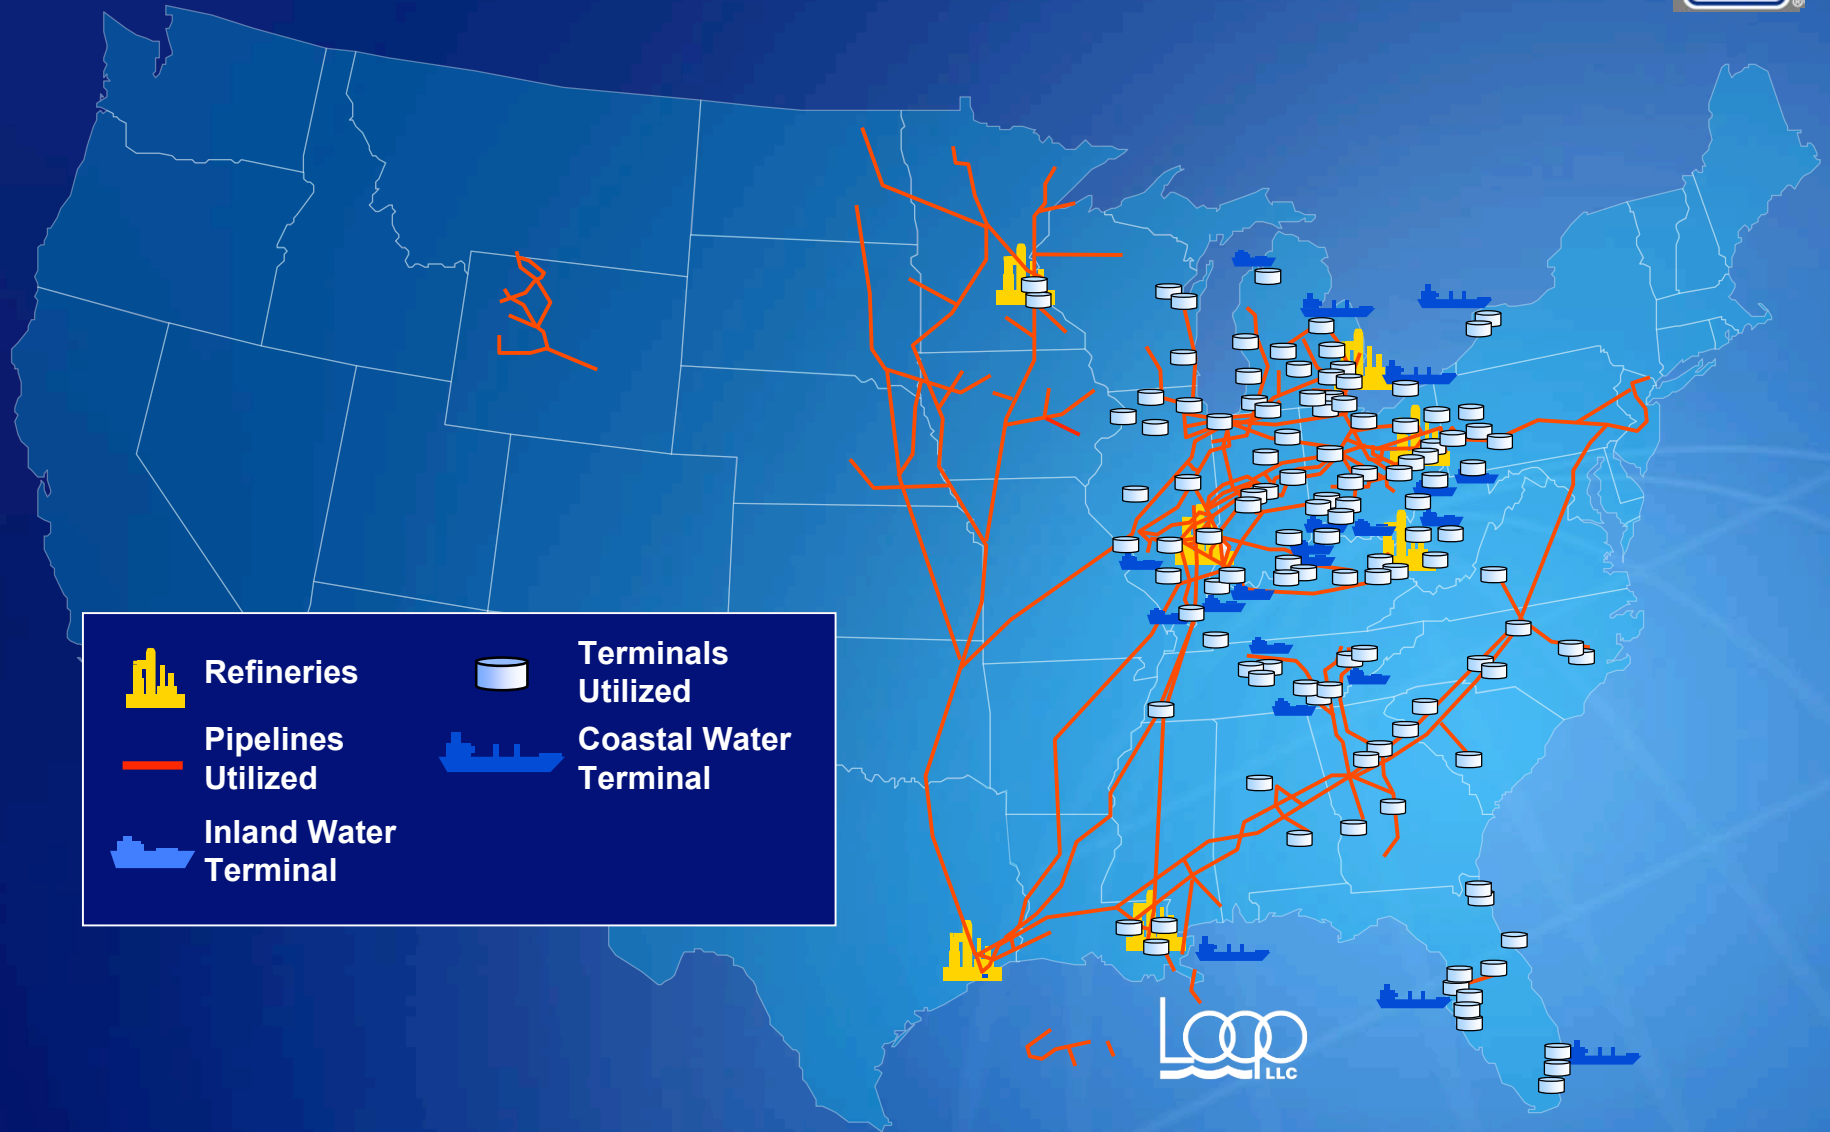 ®
Refineries
Terminals
Utilized
Pipelines
Utilized
Coastal Water
Terminal
Inland Water
Terminal
LOOP
LLC